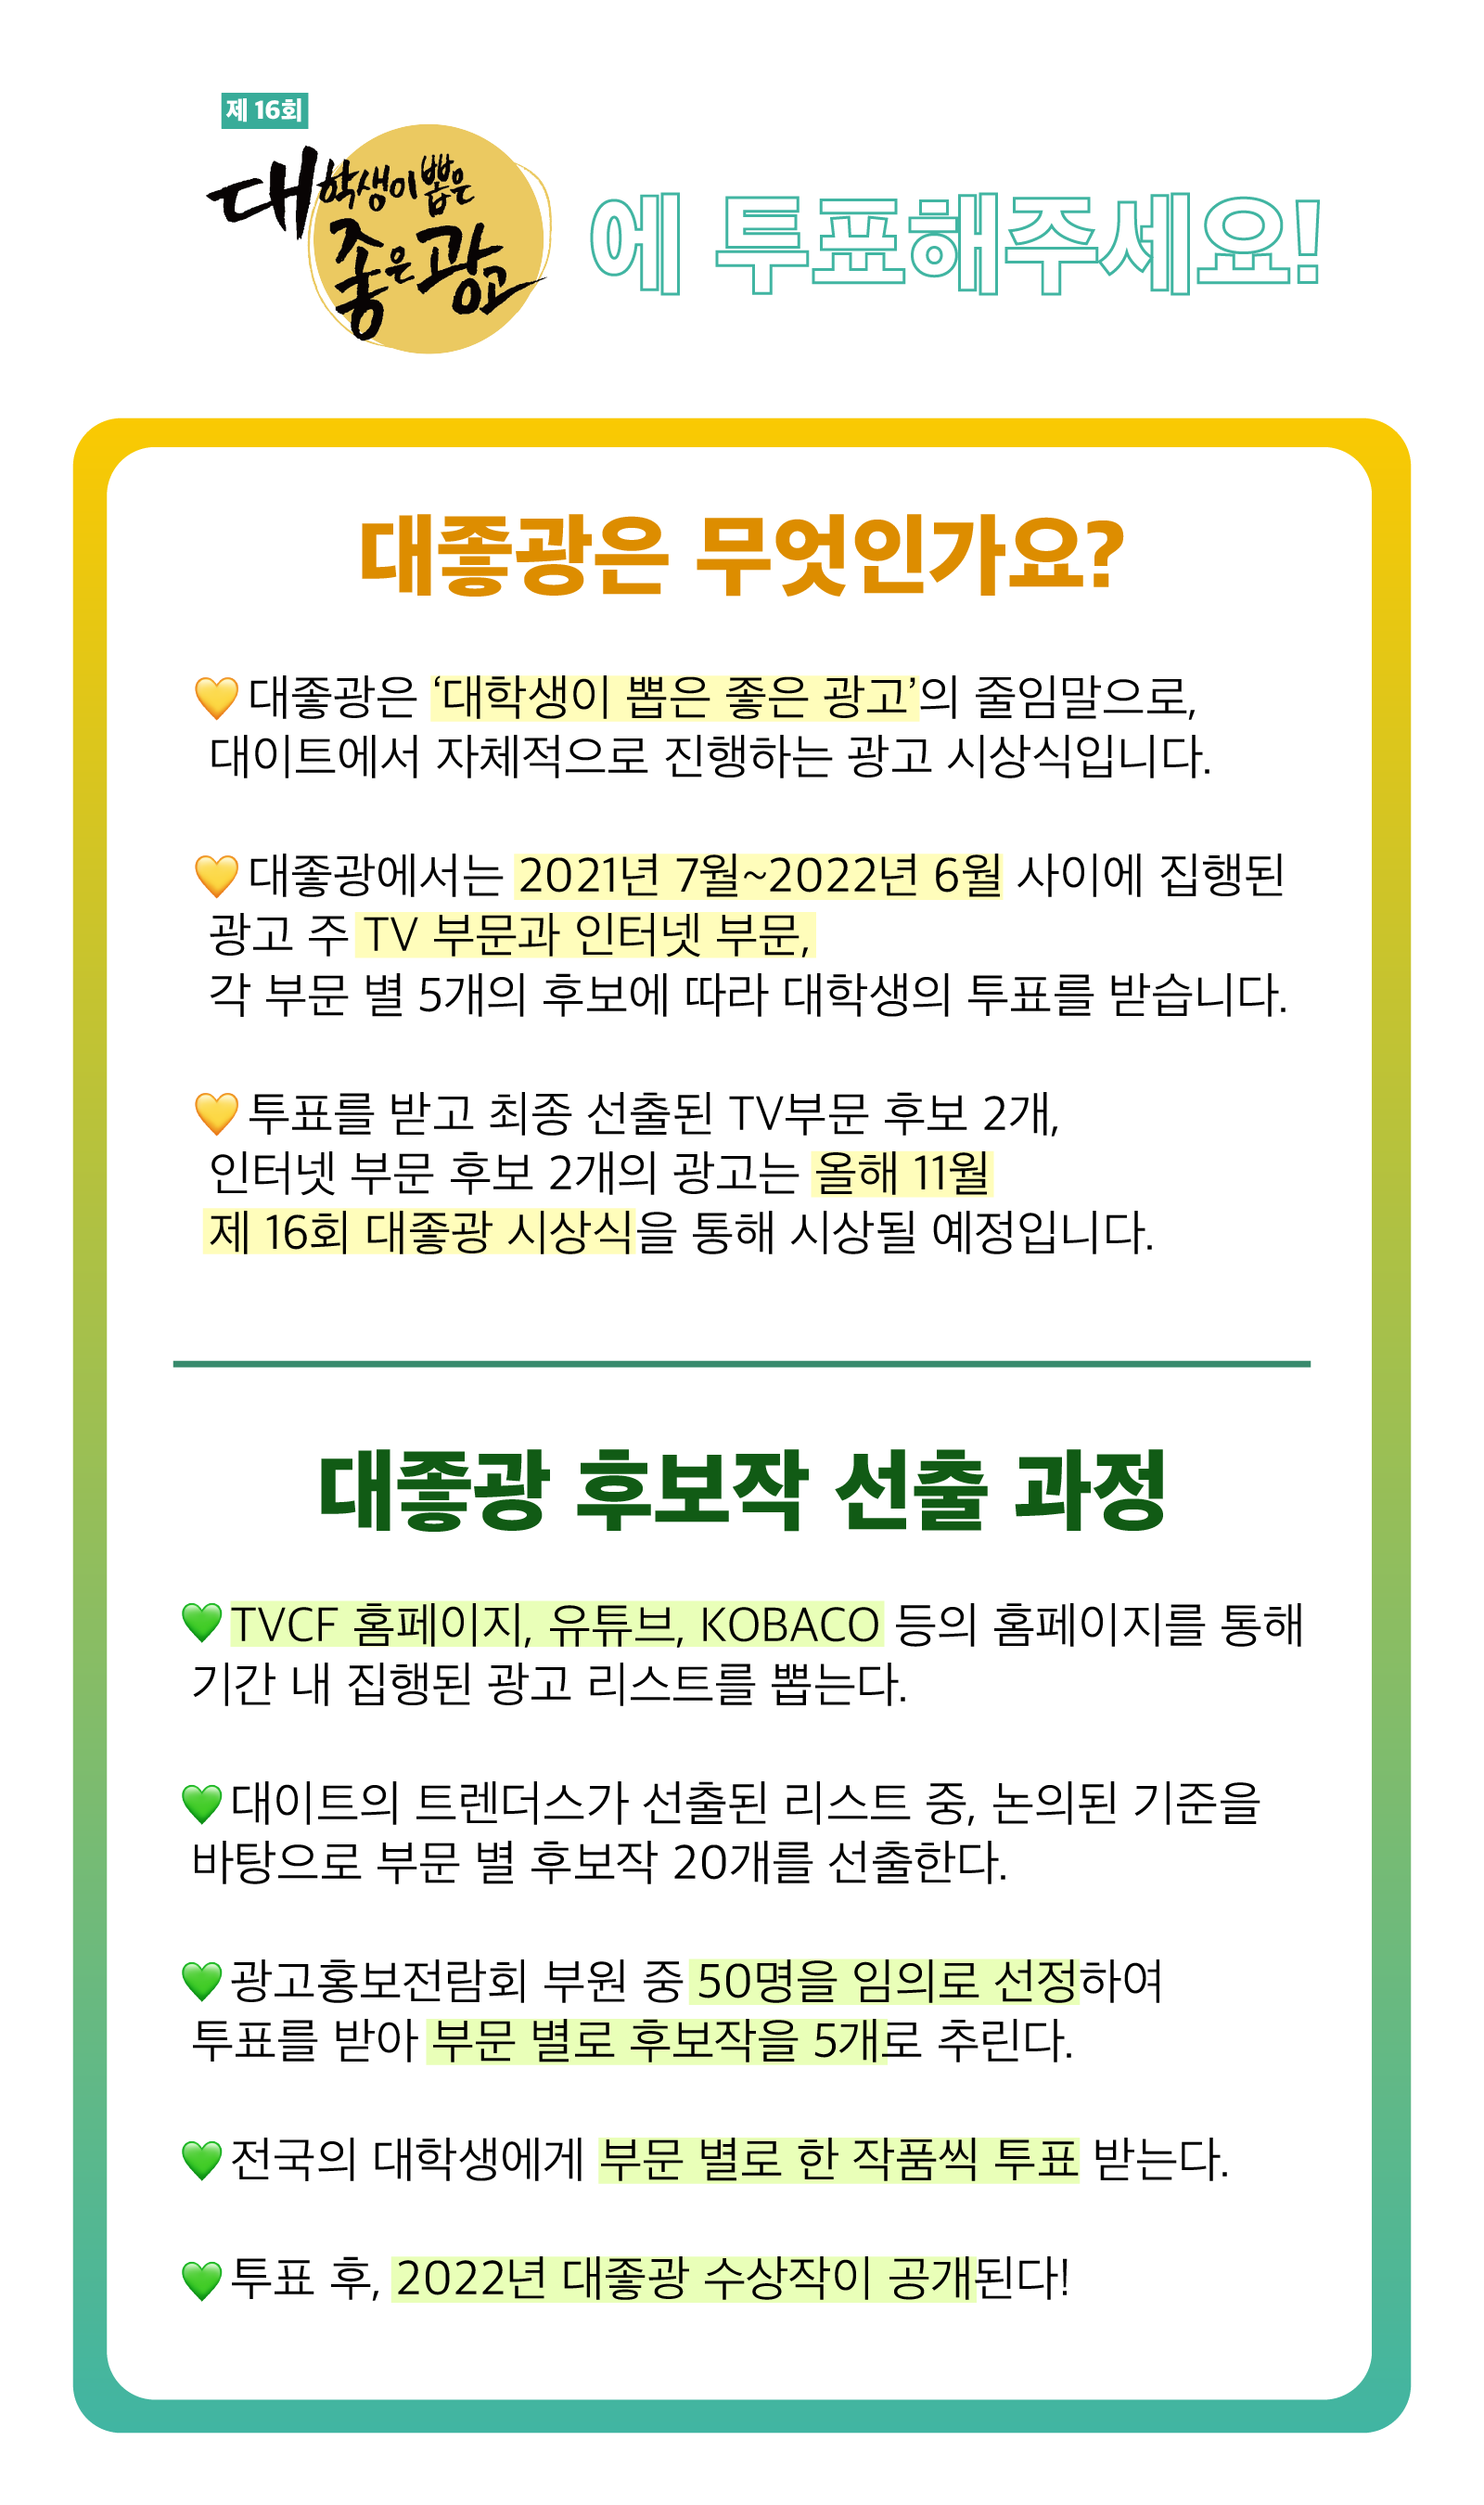 제 16회
대학생이 뽑은
좋은 광고
에 투표해주세요!
대좋광은 무엇인가요?
💛 대좋광은 ‘대학생이 뽑은 좋은 광고’의 줄임말으로,
대이트에서 자체적으로 진행하는 광고 시상식입니다.
💛 대좋광에서는 2021년 7월~2022년 6월 사이에 집행된
광고 주 TV 부문과 인터넷 부문,
각 부문 별 5개의 후보에 따라 대학생의 투표를 받습니다.
💛 투표를 받고 최종 선출된 TV부문 후보 2개,
인터넷 부문 후보 2개의 광고는 올해 11월
제 16회 대좋광 시상식을 통해 시상될 예정입니다.
대좋광 후보작 선출 과정
💚 TVCF 홈페이지, 유튜브, KOBACO 등의 홈페이지를 통해
기간 내 집행된 광고 리스트를 뽑는다.
💚 대이트의 트렌더스가 선출된 리스트 중, 논의된 기준을
바탕으로 부문 별 후보작 20개를 선출한다.
💚 광고홍보전람회 부원 중 50명을 임의로 선정하여
투표를 받아 부문 별로 후보작을 5개로 추린다.
💚 전국의 대학생에게 부문 별로 한 작품씩 투표 받는다.
💚 투표 후, 2022년 대좋광 수상작이 공개된다!